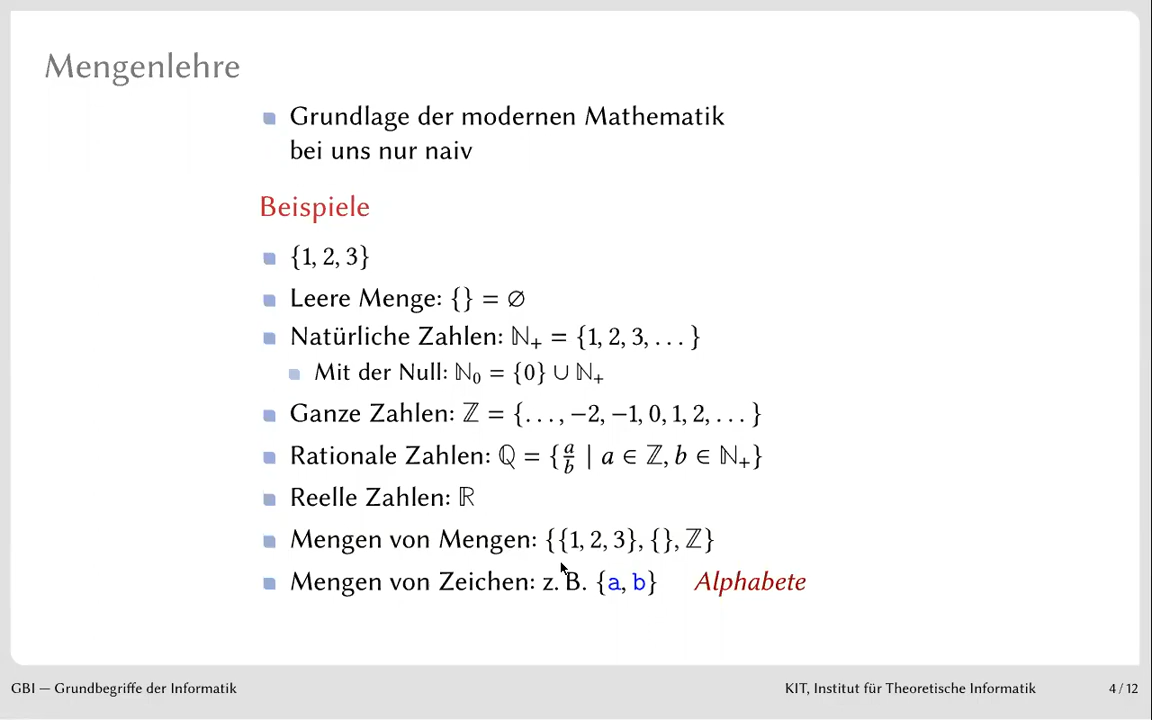 Mengenlehre
Grundlage der modernen Mathematik
bei uns nur naiv
Beispiele
{1, 2, 3}
Leere Menge: {} = ∅
Natürliche Zahlen: ℕ₊ = {1, 2, 3, . . . }
Mit der Null: ℕ₀ = {0} ∪ ℕ₊
Ganze Zahlen: ℤ = {. . . , −2, −1, 0, 1, 2, . . . }
Rationale Zahlen: ℚ = {a/b | a ∈ ℤ, b ∈ ℕ₊}
Reelle Zahlen: ℝ
Mengen von Mengen: {{1, 2, 3}, {}, ℤ}
Mengen von Zeichen: z. B. {a, b} Alphabete
GBI — Grundbegriffe der Informatik KIT, Institut für Theoretische Informatik 4 / 12